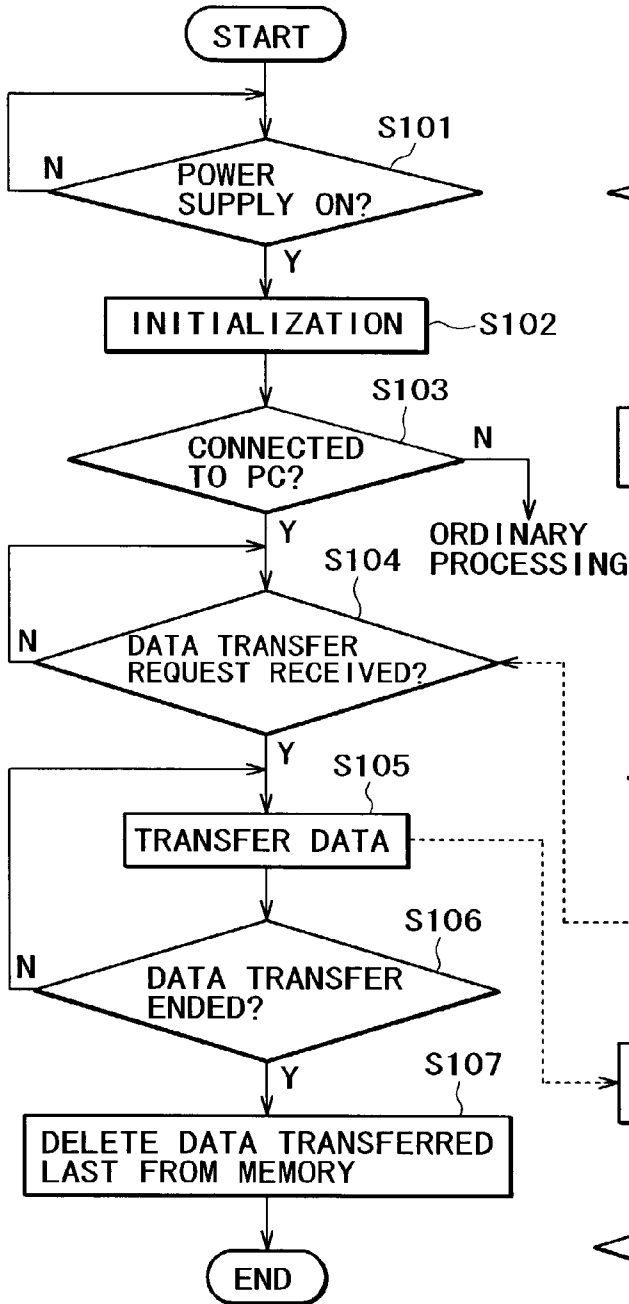 START
S101
N
POWER
SUPPLY ON?
Y
INITIALIZATION
S102
S103
CONNECTED
TO PC?
N
Y
ORDINARY
PROCESSING
S104
N
DATA TRANSFER
REQUEST RECEIVED?
Y
S105
TRANSFER DATA
S106
N
DATA TRANSFER
ENDED?
Y
S107
DELETE DATA TRANSFERRED
LAST FROM MEMORY
END